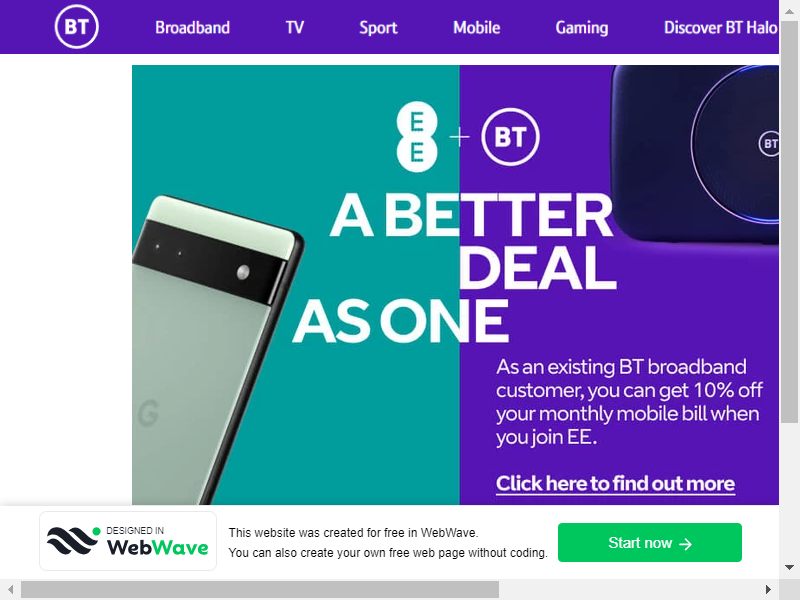 BT Broadband TV Sport Mobile Gaming Discover BT Halo
E
E + BT
BT
A BETTER
DEAL
AS ONE
As an existing BT broadband
customer, you can get 10% off
your monthly mobile bill when
you join EE.
Click here to find out more
G
DESIGNED IN
WebWave
This website was created for free in WebWave.
You can also create your own free web page without coding.
Start now →